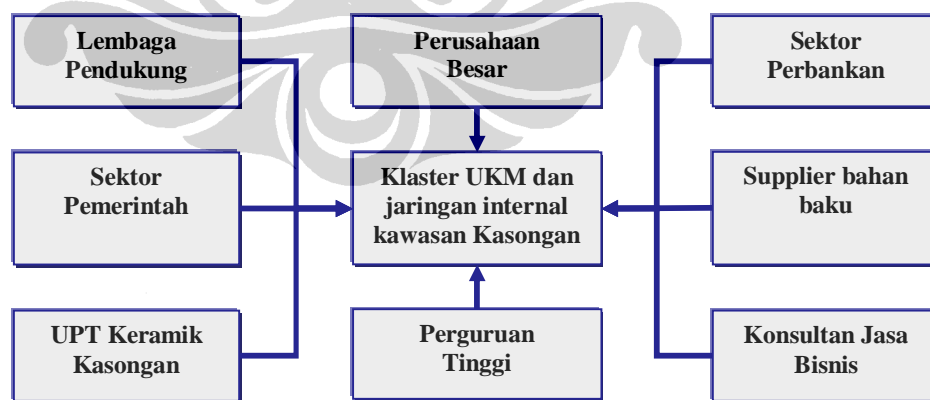 Lembaga
Pendukung
Perusahaan
Besar
Sektor
Perbankan
Sektor
Pemerintah
Klaster UKM dan
jaringan internal
kawasan Kasongan
Supplier bahan
baku
UPT Keramik
Kasongan
Perguruan
Tinggi
Konsultan Jasa
Bisnis